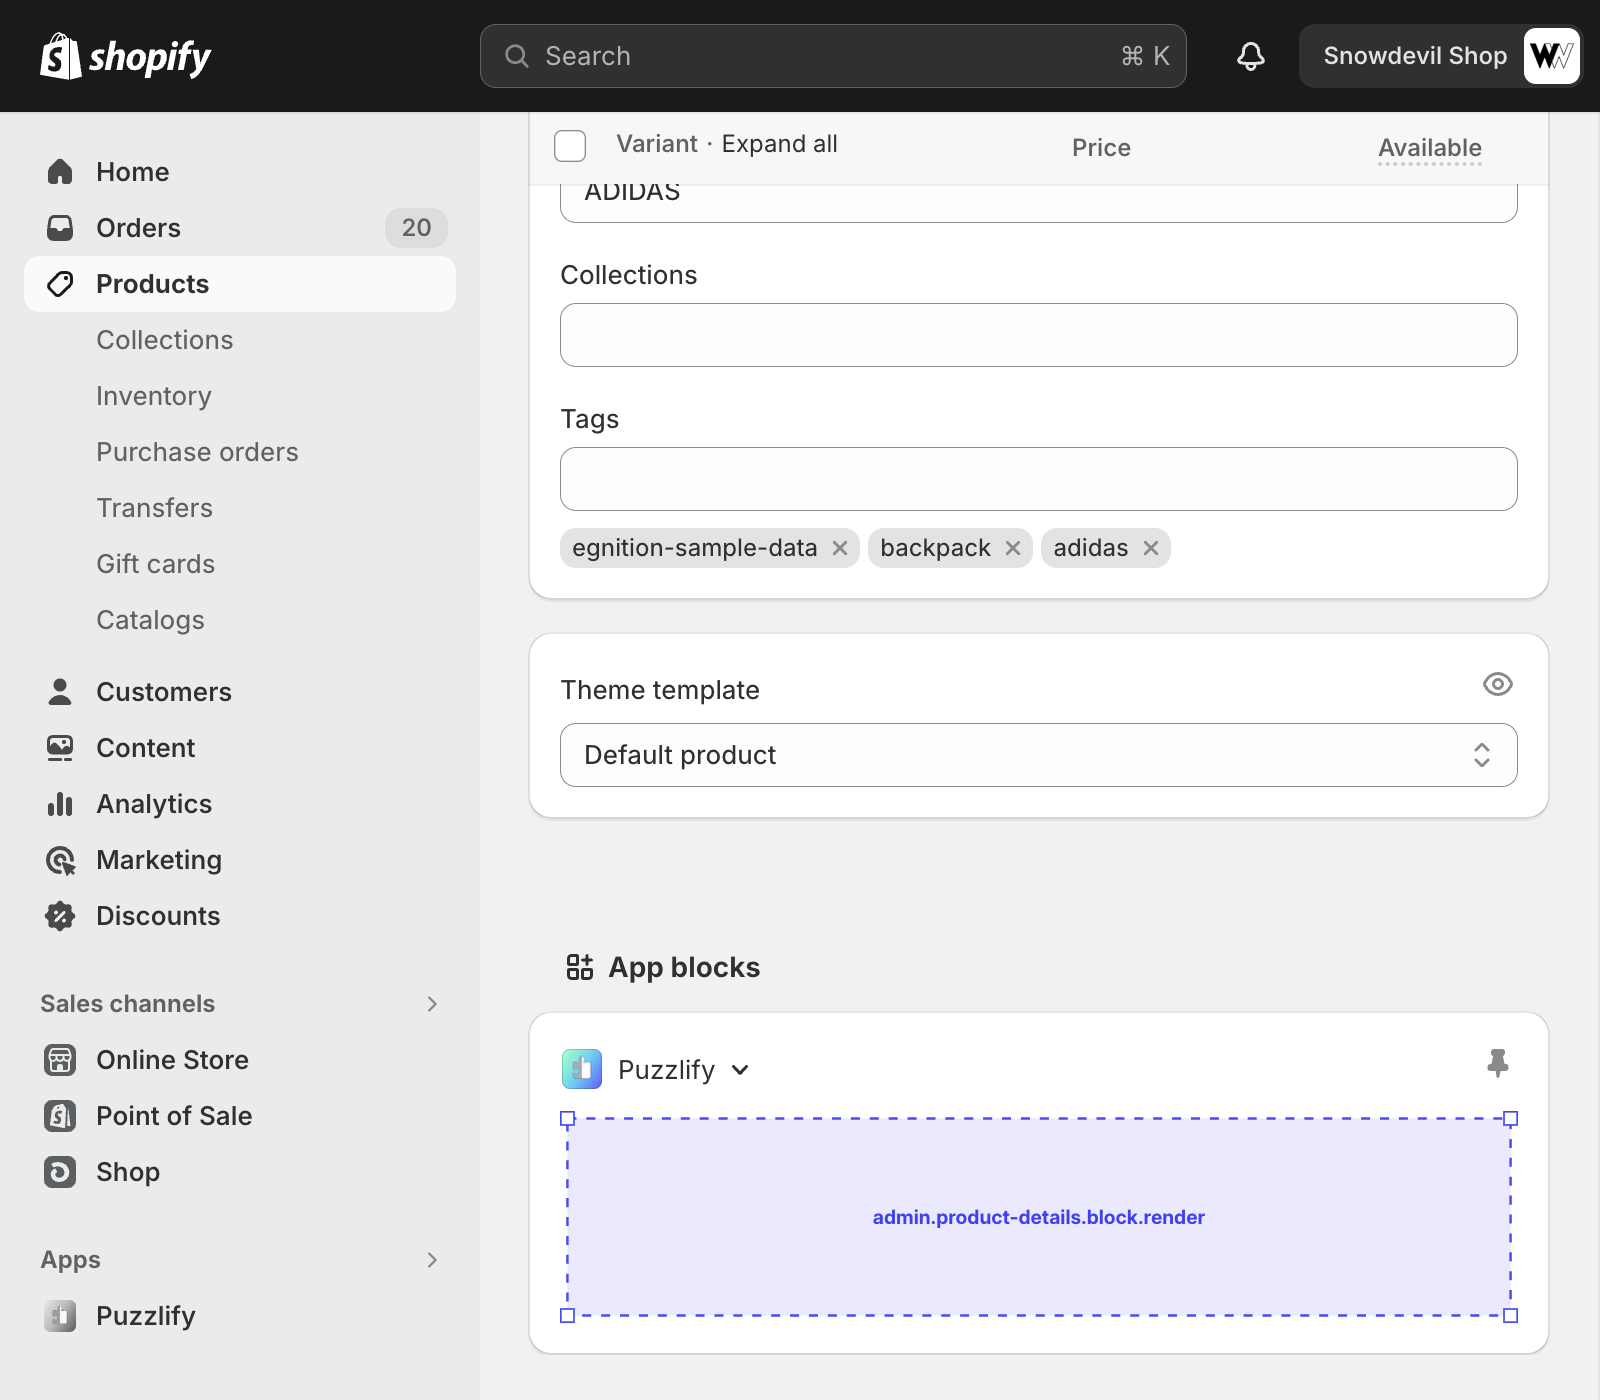 shopify
Search
⌘ K
Snowdevil Shop
Home
Orders
20
Products
Collections
Inventory
Purchase orders
Transfers
Gift cards
Catalogs
Customers
Content
Analytics
Marketing
Discounts
Sales channels
Online Store
Point of Sale
Shop
Apps
Puzzlify
Variant · Expand all
Price
Available
ADIDAS
Collections
Tags
egnition-sample-data
backpack
adidas
Theme template
Default product
App blocks
Puzzlify
admin.product-details.block.render